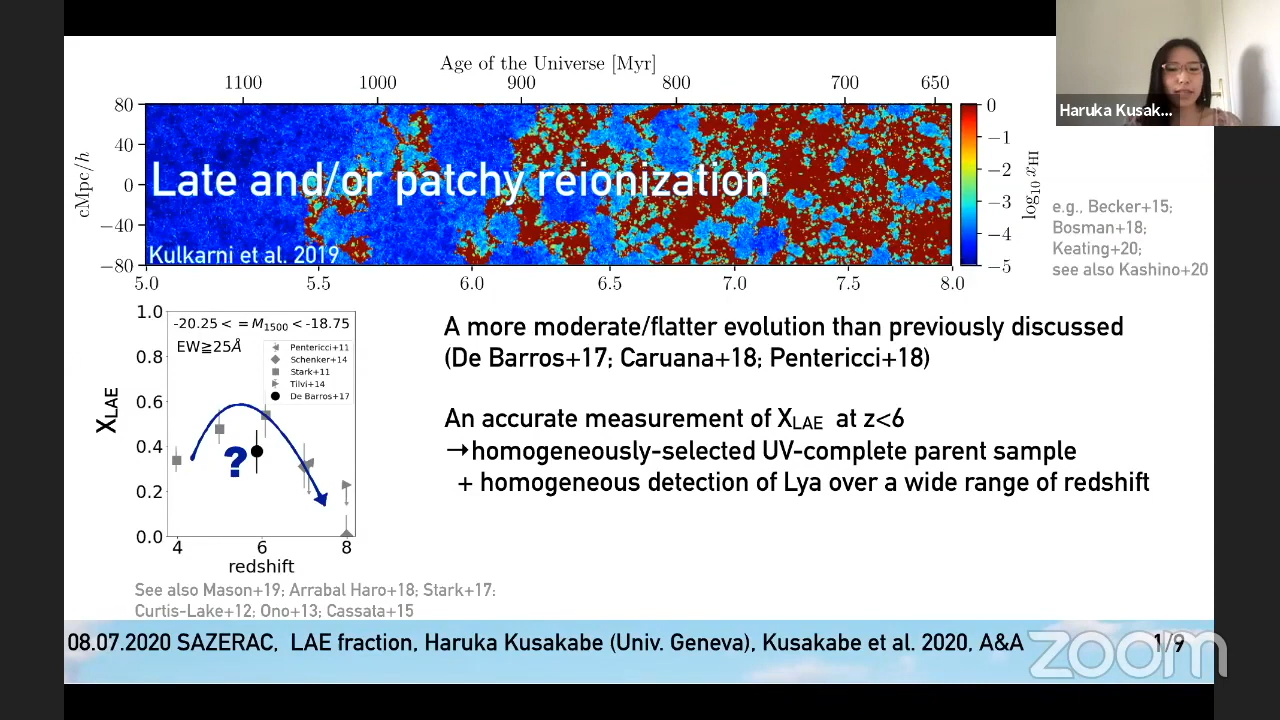 Age of the Universe [Myr]
1100 1000 900 800 700 650
80
40
0
−40
−80
cMpc/h
Late and/or patchy reionization
Kulkarni et al. 2019
5.0 5.5 6.0 6.5 7.0 7.5 8.0
0
−1
−2
−3
−4
−5
log₁₀ xHI
Haruka Kusak...
e.g., Becker+15;
Bosman+18;
Keating+20;
see also Kashino+20
1.0
0.8
0.6
0.4
0.2
0.0
XLAE
-20.25<=M1500<-18.75
EW≧25Å
Pentericci+11
Schenker+14
Stark+11
Tilvi+14
De Barros+17
?
4 6 8
redshift
See also Mason+19; Arrabal Haro+18; Stark+17;
Curtis-Lake+12; Ono+13; Cassata+15
A more moderate/flatter evolution than previously discussed
(De Barros+17; Caruana+18; Pentericci+18)
An accurate measurement of XLAE at z<6
→homogeneously-selected UV-complete parent sample
+ homogeneous detection of Lya over a wide range of redshift
08.07.2020 SAZERAC, LAE fraction, Haruka Kusakabe (Univ. Geneva), Kusakabe et al. 2020, A&A 1/9
zoom